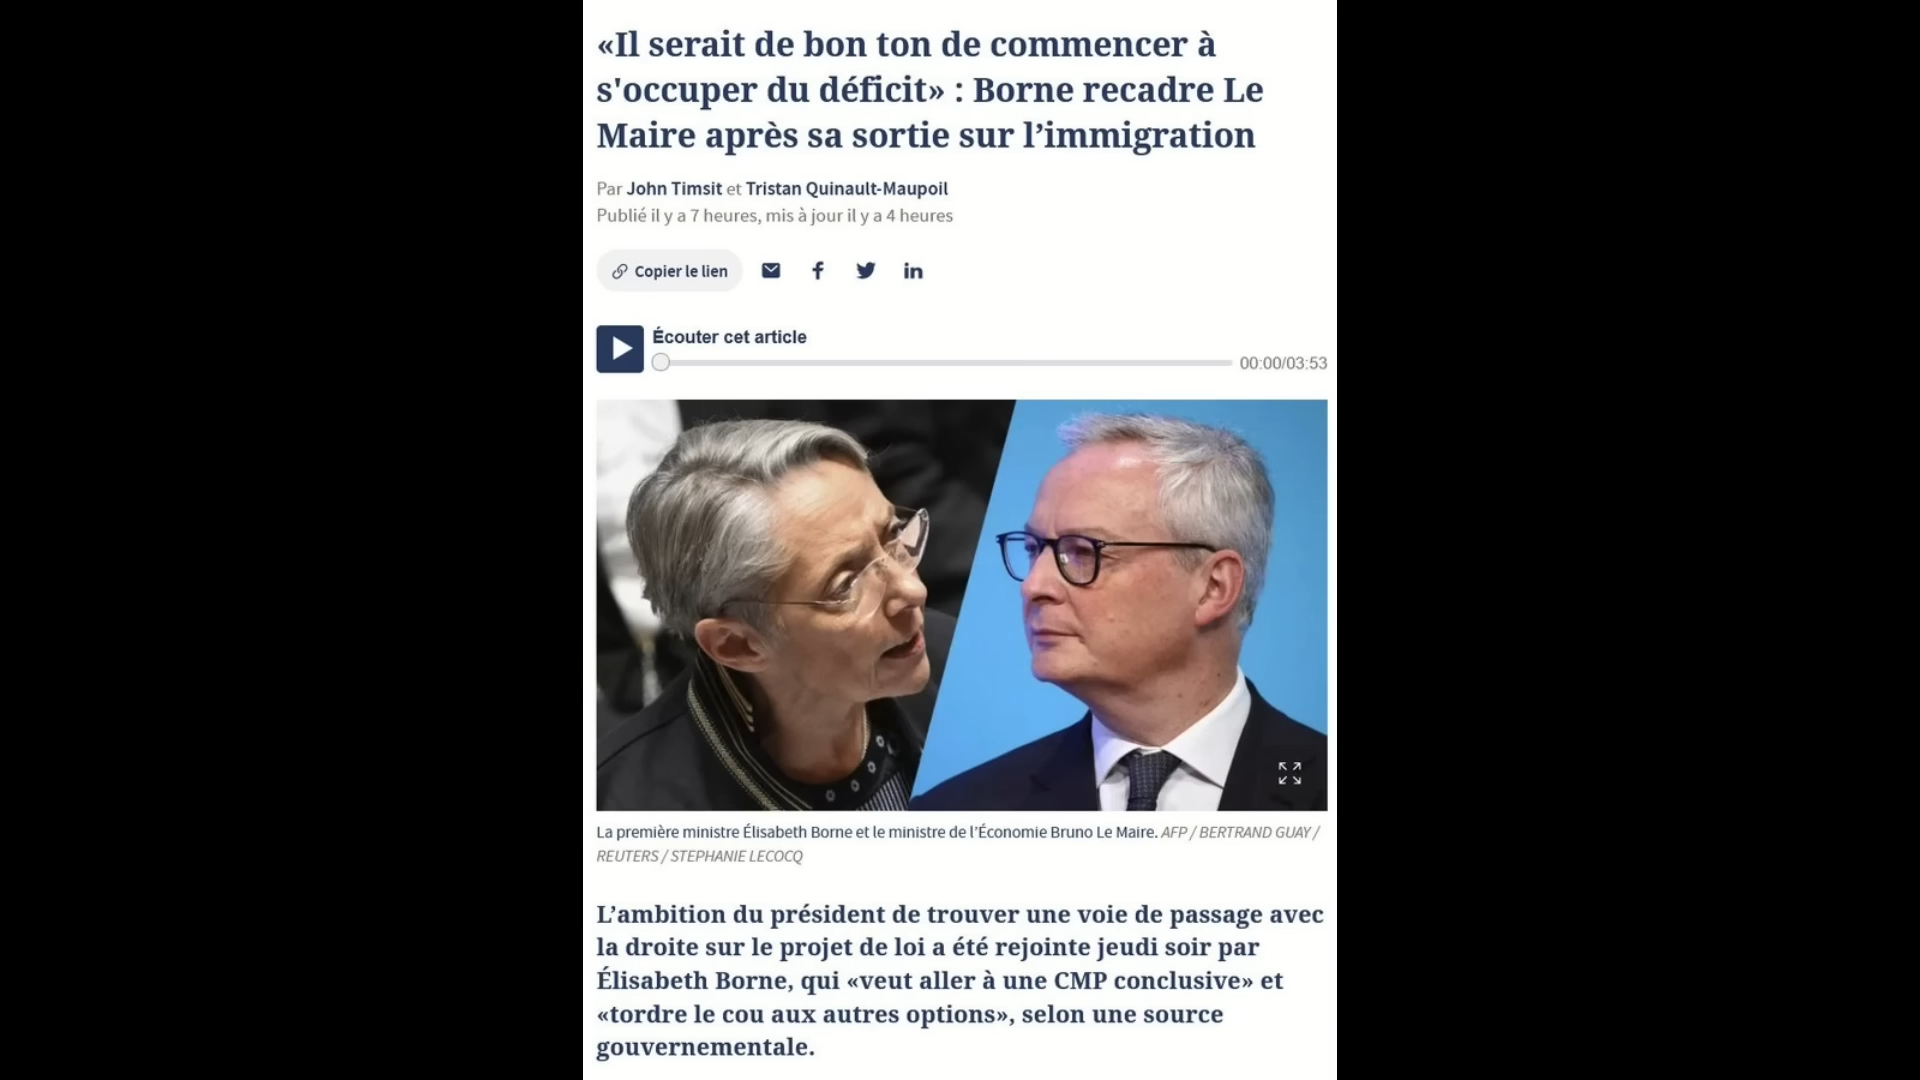 «Il serait de bon ton de commencer à
s'occuper du déficit» : Borne recadre Le
Maire après sa sortie sur l’immigration
Par John Timsit et Tristan Quinault-Maupoil
Publié il y a 7 heures, mis à jour il y a 4 heures
Copier le lien
Écouter cet article
00:00/03:53
La première ministre Élisabeth Borne et le ministre de l’Économie Bruno Le Maire. AFP / BERTRAND GUAY /
REUTERS / STEPHANIE LECOCQ
L’ambition du président de trouver une voie de passage avec
la droite sur le projet de loi a été rejointe jeudi soir par
Élisabeth Borne, qui «veut aller à une CMP conclusive» et
«tordre le cou aux autres options», selon une source
gouvernementale.